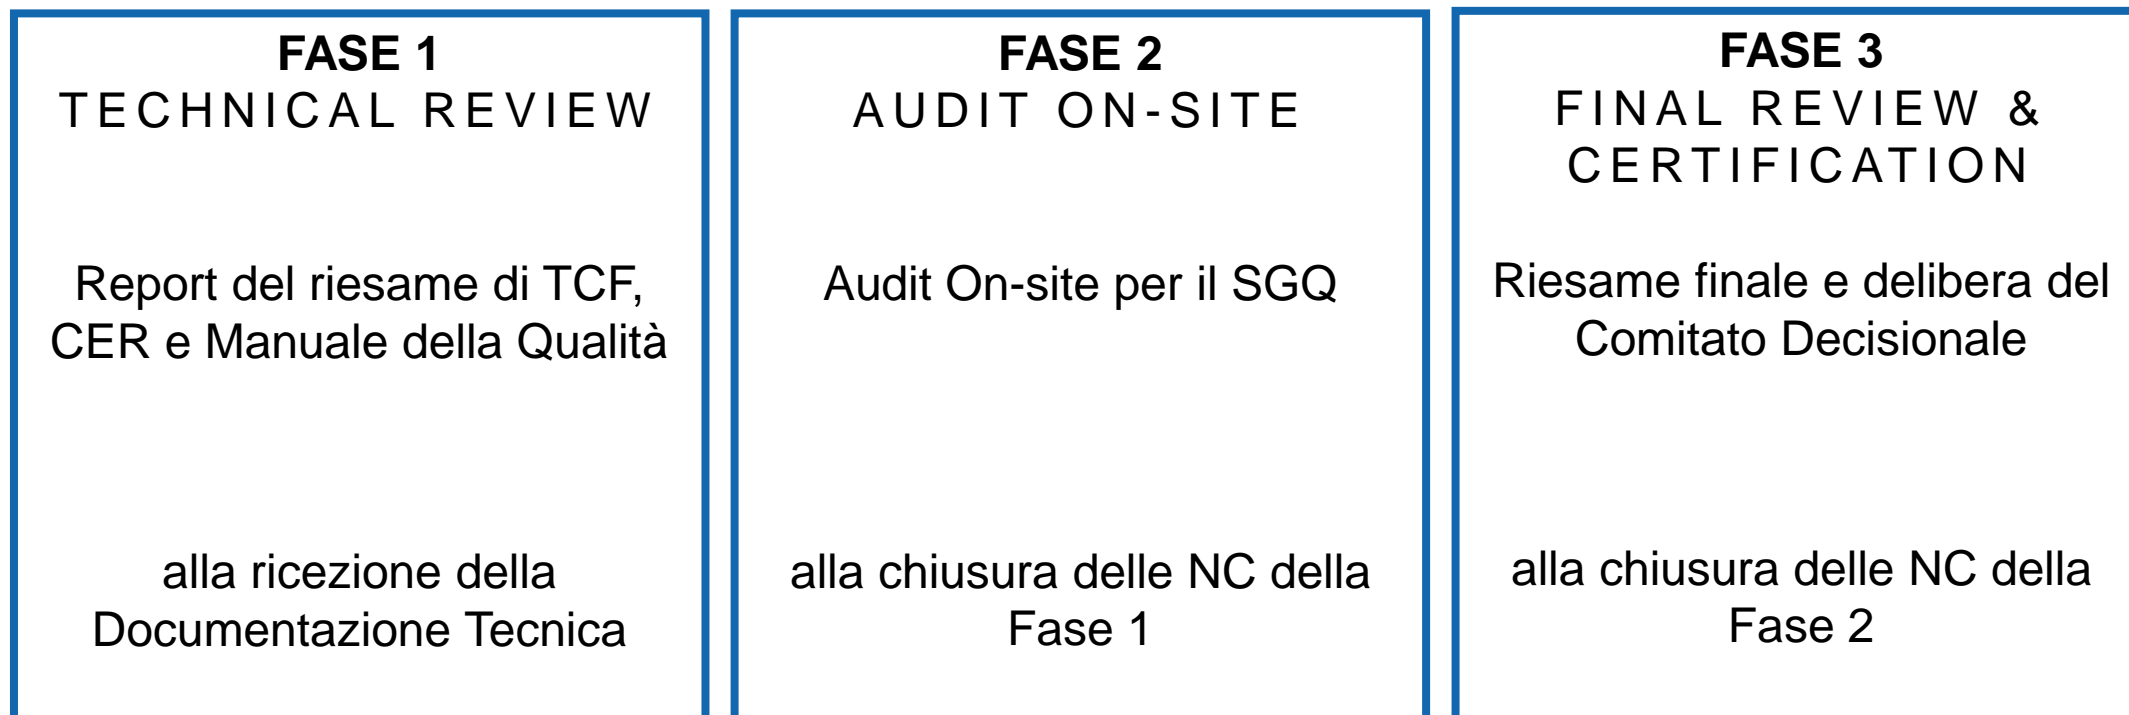 FASE 1
TECHNICAL REVIEW
Report del riesame di TCF,
CER e Manuale della Qualità
alla ricezione della
Documentazione Tecnica
FASE 2
AUDIT ON-SITE
Audit On-site per il SGQ
alla chiusura delle NC della
Fase 1
FASE 3
FINAL REVIEW &
CERTIFICATION
Riesame finale e delibera del
Comitato Decisionale
alla chiusura delle NC della
Fase 2